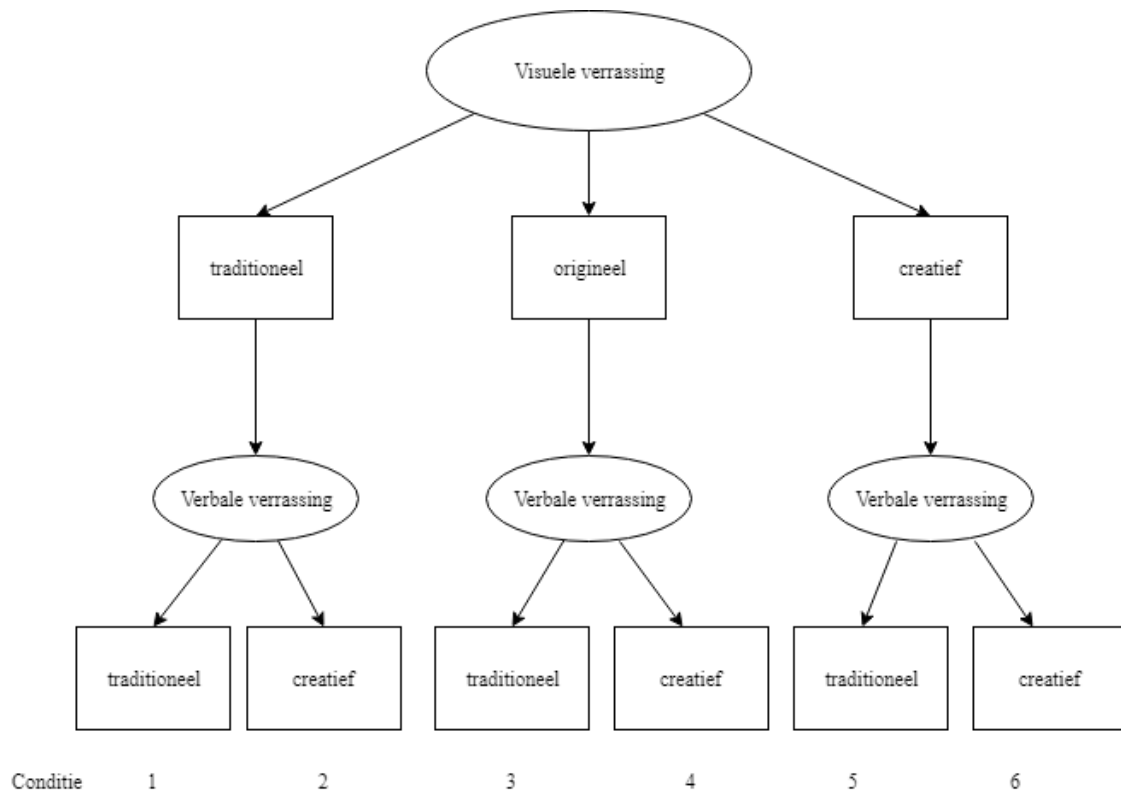 Visuele verrassing
traditioneel
origineel
creatief
Verbale verrassing
Verbale verrassing
Verbale verrassing
traditioneel
creatief
traditioneel
creatief
traditioneel
creatief
Conditie 1 2 3 4 5 6